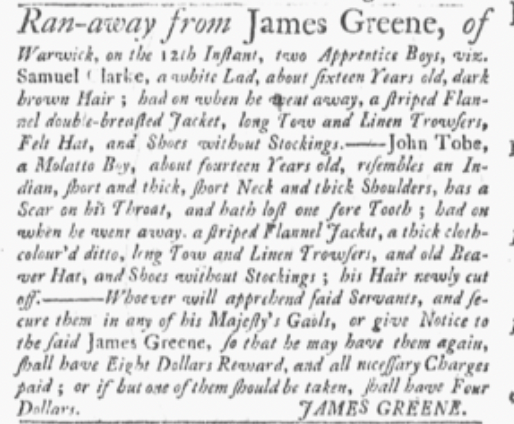 Ran-away from James Greene, of
Warwick, on the 12th Inſtant, two Apprentice Boys, viz.
Samuel Clarke, a white Lad, about ſixteen Years old, dark
brown Hair ; had on when he went away, a ſtriped Flan-
nel double-breaſted Jacket, long Tow and Linen Trowſers,
Felt Hat, and Shoes without Stockings.——John Tobe,
a Molatto Boy, about fourteen Years old, reſembles an In-
dian, ſhort and thick, ſhort Neck and thick Shoulders, has a
Scar on his Throat, and hath loſt one fore Tooth ; had on
when he went away. a ſtriped Flannel Jacket, a thick cloth-
colour'd ditto, long Tow and Linen Trowſers, and old Bea-
ver Hat, and Shoes without Stockings ; his Hair newly cut
off.———Whoever will apprehend ſaid Servants, and ſe-
cure them in any of his Majeſty's Gaols, or give Notice to
the ſaid James Greene, ſo that he may have them again,
ſhall have Eight Dollars Reward, and all neceſſary Charges
paid ; or if but one of them ſhould be taken, ſhall have Four
Dollars. JAMES GREENE.